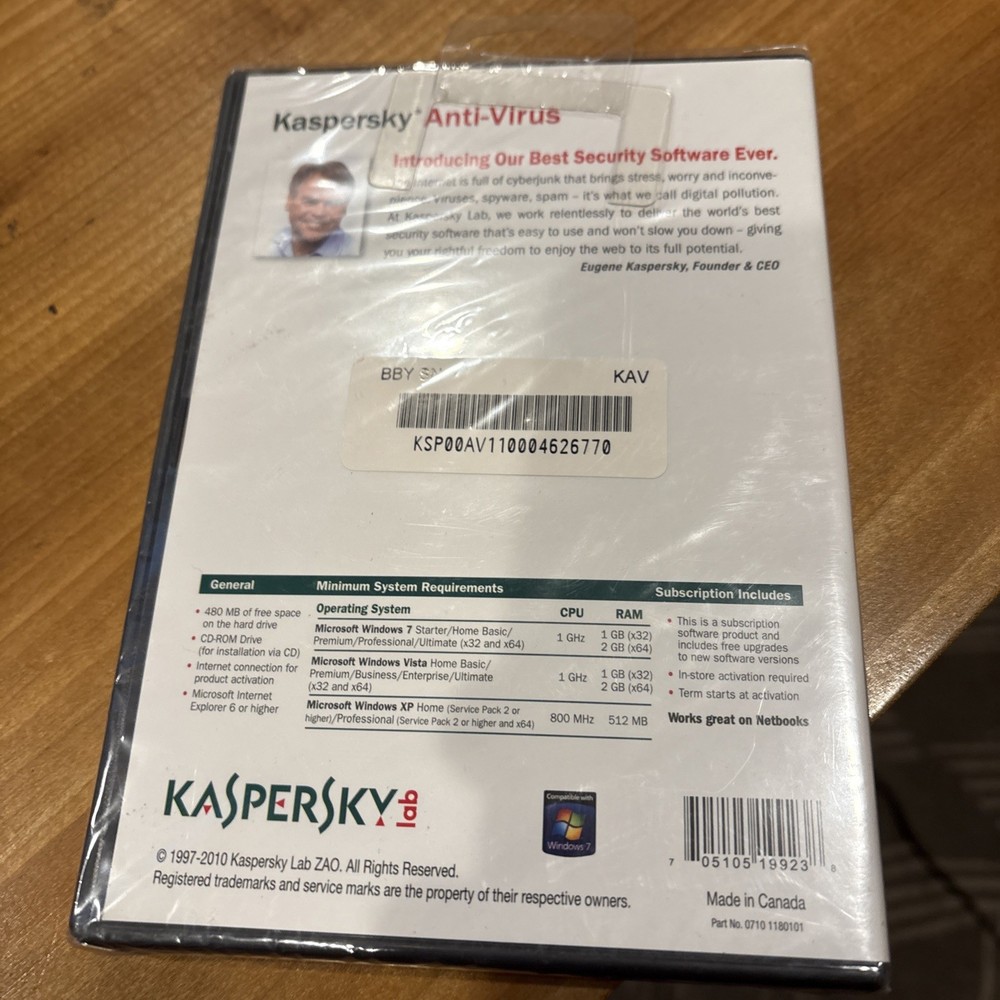 Kaspersky Anti-Virus
Introducing Our Best Security Software Ever.
internet is full of cyberjunk that brings stress, worry and inconve-
nience. Viruses, spyware, spam – it's what we call digital pollution.
At Kaspersky Lab, we work relentlessly to deliver the world's best
security software that's easy to use and won't slow you down – giving
you your rightful freedom to enjoy the web to its full potential.
Eugene Kaspersky, Founder & CEO
BBY SN KAV
KSP00AV110004626770
General
• 480 MB of free space
on the hard drive
• CD-ROM Drive
(for installation via CD)
• Internet connection for
product activation
• Microsoft Internet
Explorer 6 or higher
Minimum System Requirements
Operating System CPU RAM
Microsoft Windows 7 Starter/Home Basic/
Premium/Professional/Ultimate (x32 and x64) 1 GHz 1 GB (x32)
2 GB (x64)
Microsoft Windows Vista Home Basic/
Premium/Business/Enterprise/Ultimate
(x32 and x64) 1 GHz 1 GB (x32)
2 GB (x64)
Microsoft Windows XP Home (Service Pack 2 or
higher)/Professional (Service Pack 2 or higher and x64) 800 MHz 512 MB
Subscription Includes
• This is a subscription
software product and
includes free upgrades
to new software versions
• In-store activation required
• Term starts at activation
Works great on Netbooks
KASPERSKY lab
Compatible with
Windows 7
7 05105 19923 8
© 1997-2010 Kaspersky Lab ZAO. All Rights Reserved.
Registered trademarks and service marks are the property of their respective owners.
Made in Canada
Part No. 0710 1180101